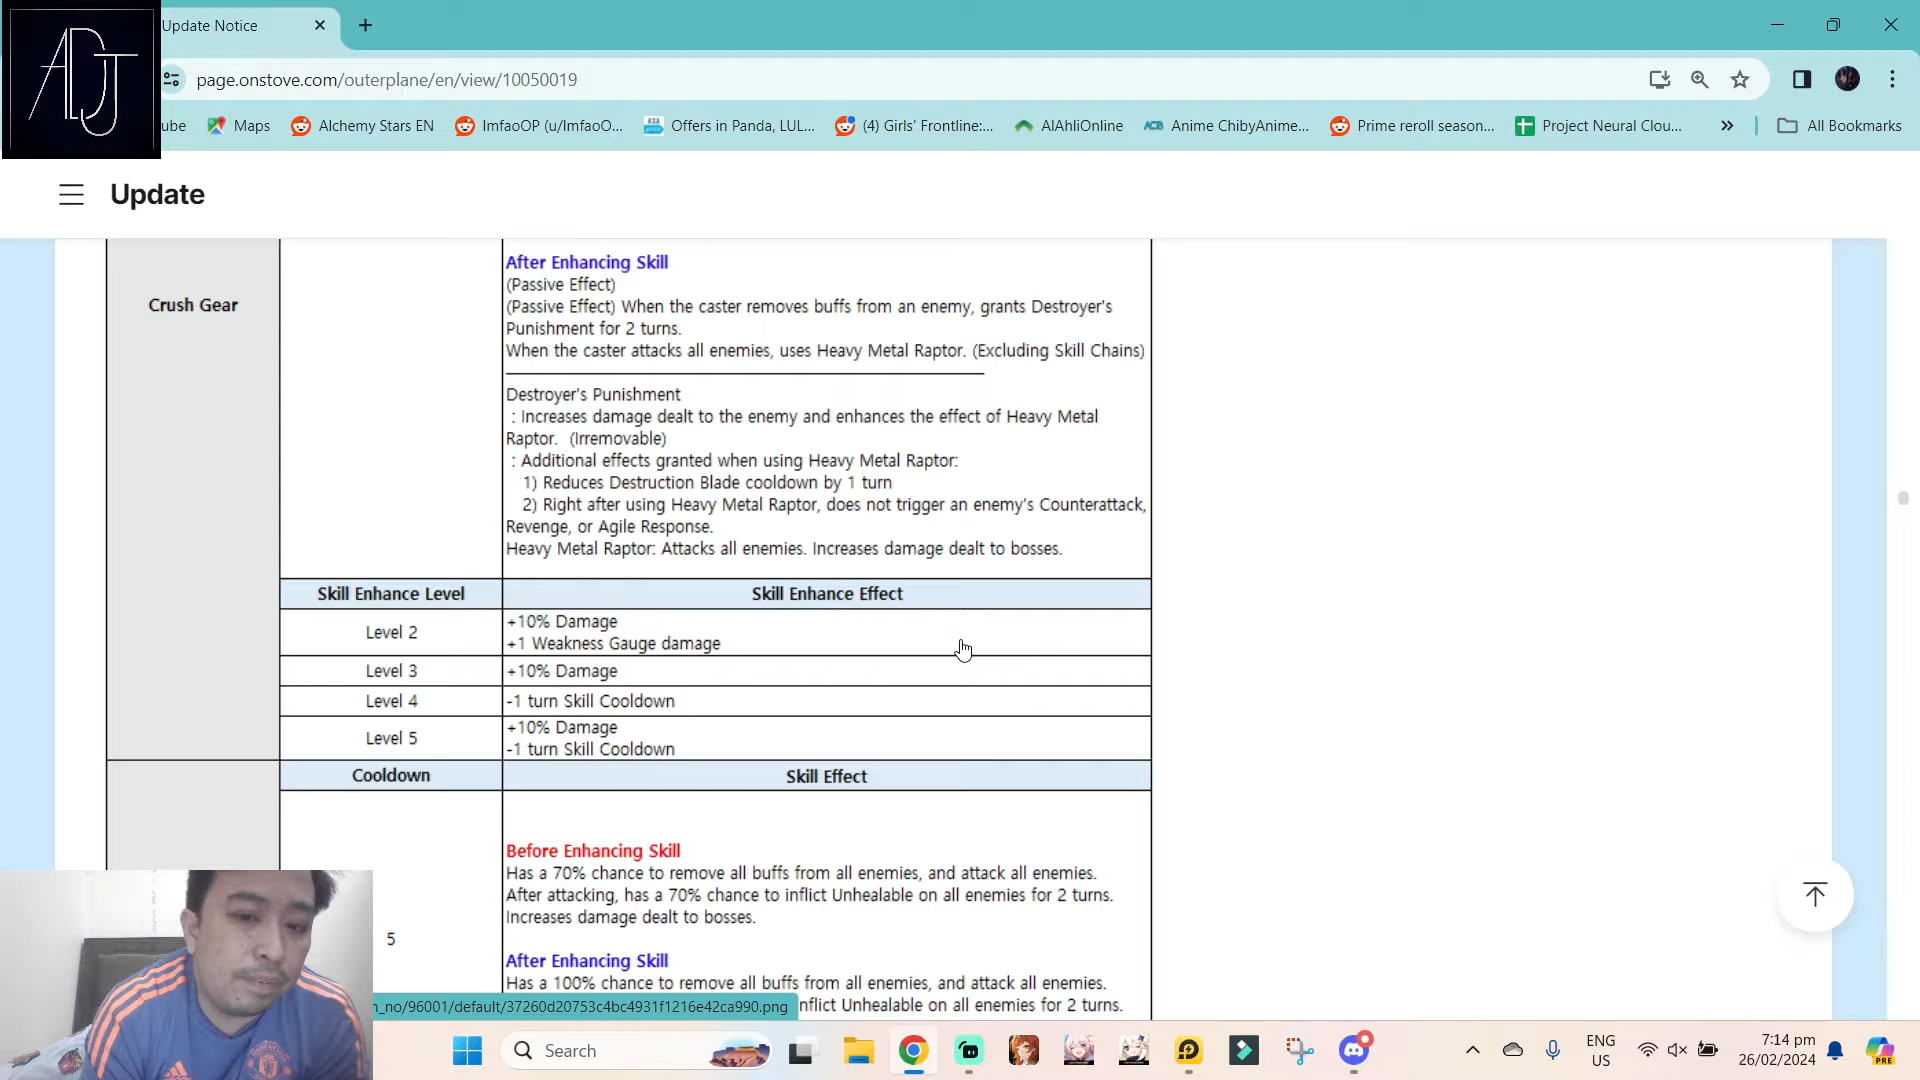 ADJT
Update Notice
page.onstove.com/outerplane/en/view/10050019
ube
Maps
Alchemy Stars EN
lmfaoOP (u/lmfaoO...
Offers in Panda, LUL...
(4) Girls' Frontline:...
AlAhliOnline
Anime ChibyAnime...
Prime reroll season...
Project Neural Clou...
All Bookmarks
Update
Crush Gear
After Enhancing Skill
(Passive Effect)
(Passive Effect) When the caster removes buffs from an enemy, grants Destroyer's
Punishment for 2 turns.
When the caster attacks all enemies, uses Heavy Metal Raptor. (Excluding Skill Chains)
Destroyer's Punishment
: Increases damage dealt to the enemy and enhances the effect of Heavy Metal
Raptor. (Irremovable)
: Additional effects granted when using Heavy Metal Raptor:
1) Reduces Destruction Blade cooldown by 1 turn
2) Right after using Heavy Metal Raptor, does not trigger an enemy's Counterattack,
Revenge, or Agile Response.
Heavy Metal Raptor: Attacks all enemies. Increases damage dealt to bosses.
Skill Enhance Level Skill Enhance Effect
Level 2
+10% Damage
+1 Weakness Gauge damage
Level 3 +10% Damage
Level 4 -1 turn Skill Cooldown
Level 5
+10% Damage
-1 turn Skill Cooldown
Cooldown Skill Effect
5
Before Enhancing Skill
Has a 70% chance to remove all buffs from all enemies, and attack all enemies.
After attacking, has a 70% chance to inflict Unhealable on all enemies for 2 turns.
Increases damage dealt to bosses.
After Enhancing Skill
Has a 100% chance to remove all buffs from all enemies, and attack all enemies.
nflict Unhealable on all enemies for 2 turns.
_no/96001/default/37260d20753c4bc4931f1216e42ca990.png
Search
ENG
US
7:14 pm
26/02/2024
PRE